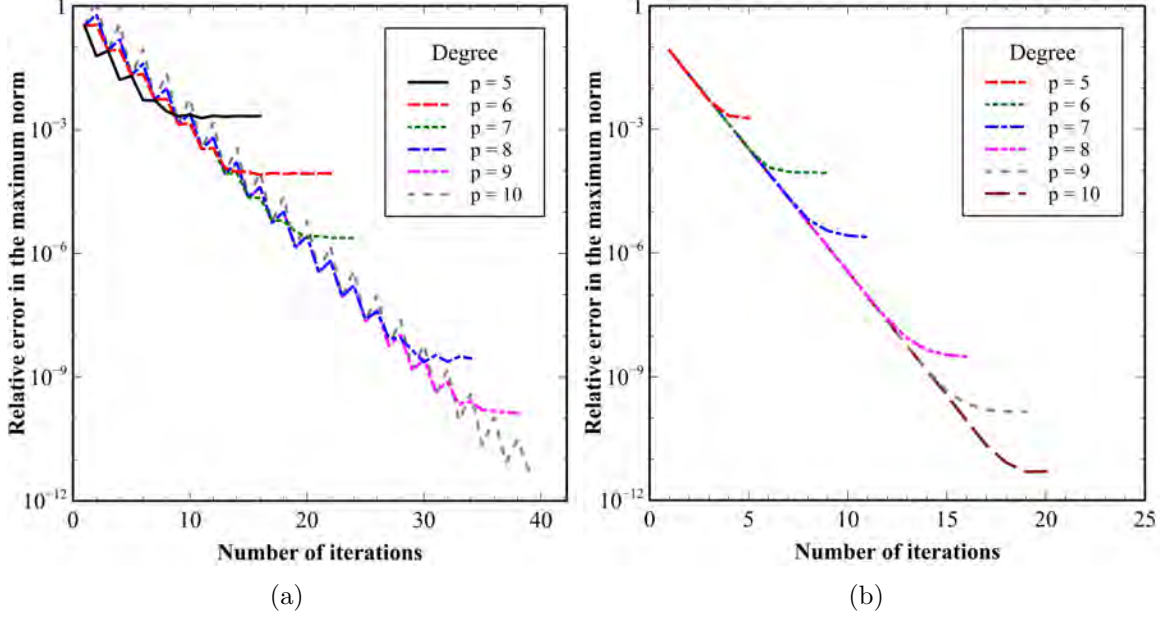 Relative error in the maximum norm
1
10⁻³
10⁻⁶
10⁻⁹
10⁻¹²
Degree
p = 5
p = 6
p = 7
p = 8
p = 9
p = 10
0
10
20
30
40
Number of iterations
(a)
Relative error in the maximum norm
1
10⁻³
10⁻⁶
10⁻⁹
10⁻¹²
Degree
p = 5
p = 6
p = 7
p = 8
p = 9
p = 10
0
5
10
15
20
25
Number of iterations
(b)